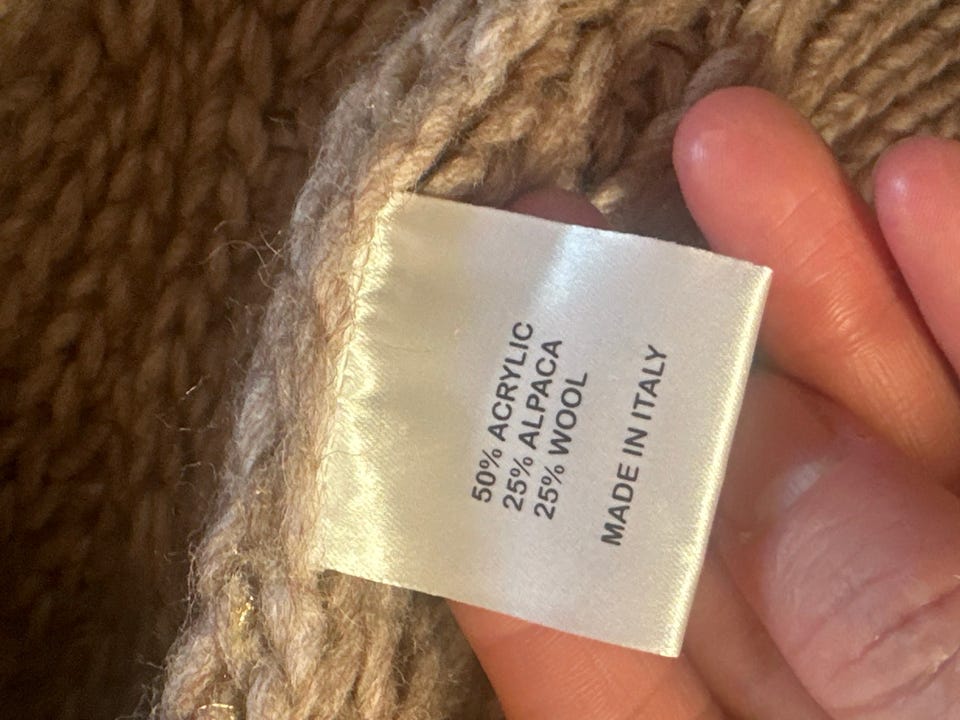 50% ACRYLIC
25% ALPACA
25% WOOL
MADE IN ITALY